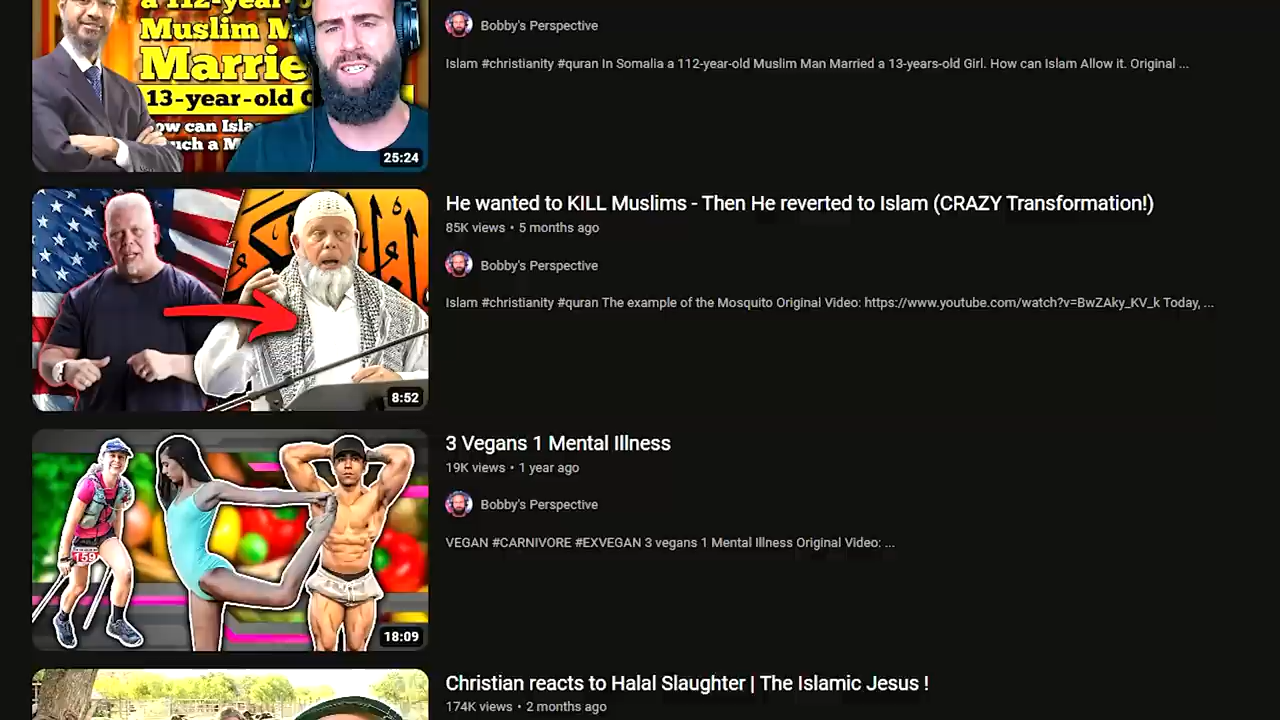 a 112-year-o
Muslim M
Marrie
13-year-old G
ow can Isla
uch a M
25:24
Bobby's Perspective
Islam #christianity #quran In Somalia a 112-year-old Muslim Man Married a 13-years-old Girl. How can Islam Allow it. Original ...
He wanted to KILL Muslims - Then He reverted to Islam (CRAZY Transformation!)
85K views • 5 months ago
Bobby's Perspective
Islam #christianity #quran The example of the Mosquito Original Video: https://www.youtube.com/watch?v=BwZAky_KV_k Today, ...
8:52
3 Vegans 1 Mental Illness
19K views • 1 year ago
Bobby's Perspective
VEGAN #CARNIVORE #EXVEGAN 3 vegans 1 Mental Illness Original Video: ...
159
18:09
Christian reacts to Halal Slaughter | The Islamic Jesus !
174K views • 2 months ago